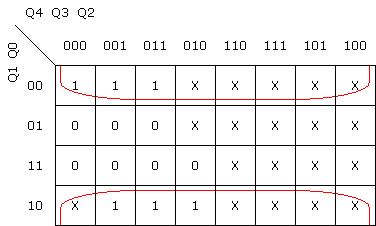 Q4 Q3 Q2
Q1 Q0
000 001 011 010 110 111 101 100
00 1 1 1 X X X X X
01 0 0 0 X X X X X
11 0 0 0 0 X X X X
10 X 1 1 1 X X X X